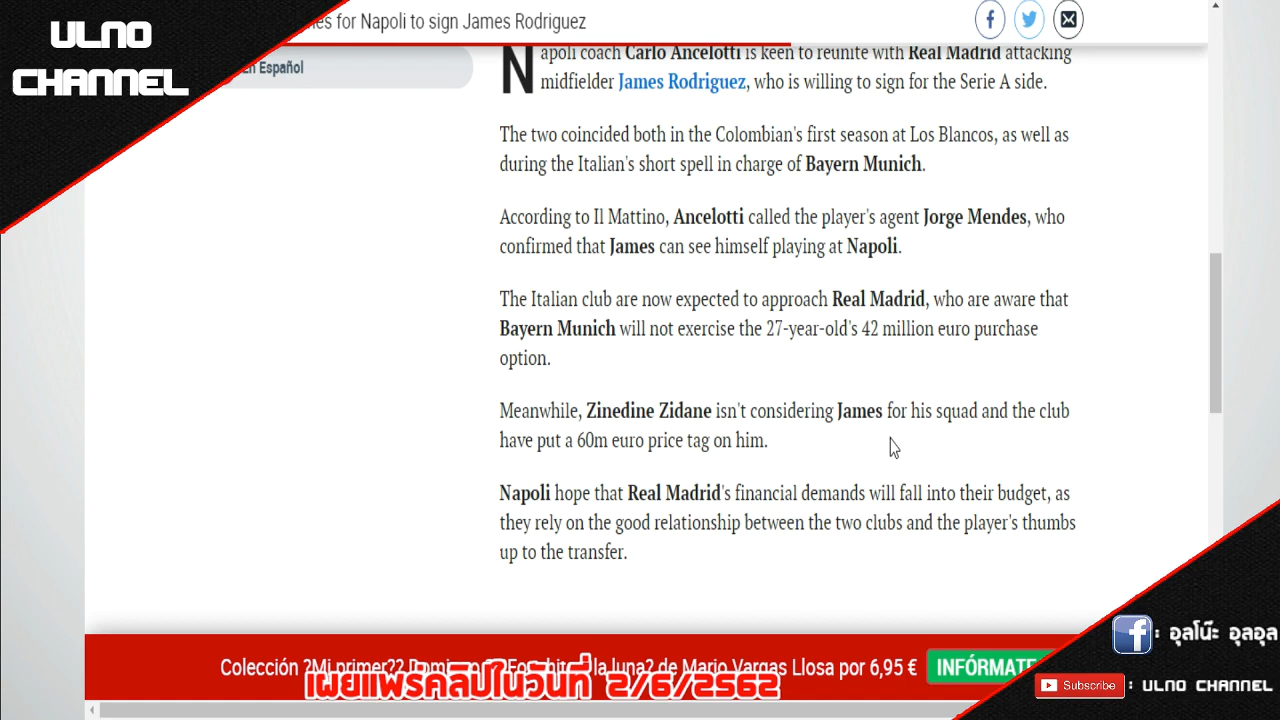 ULNO
CHANNEL
for Napoli to sign James Rodriguez
En Español
Napoli coach Carlo Ancelotti is keen to reunite with Real Madrid attacking
midfielder James Rodriguez, who is willing to sign for the Serie A side.
The two coincided both in the Colombian's first season at Los Blancos, as well as
during the Italian's short spell in charge of Bayern Munich.
According to Il Mattino, Ancelotti called the player's agent Jorge Mendes, who
confirmed that James can see himself playing at Napoli.
The Italian club are now expected to approach Real Madrid, who are aware that
Bayern Munich will not exercise the 27-year-old's 42 million euro purchase
option.
Meanwhile, Zinedine Zidane isn't considering James for his squad and the club
have put a 60m euro price tag on him.
Napoli hope that Real Madrid's financial demands will fall into their budget, as
they rely on the good relationship between the two clubs and the player's thumbs
up to the transfer.
Colección ?Mi primer?? la luna? de Mario Vargas Llosa por 6,95 € INFÓRMATE
เผยแพร่คลิปในวันที่ 2/6/2562
: อุลโน๊ะ อุลอุล
Subscribe : ULNO CHANNEL